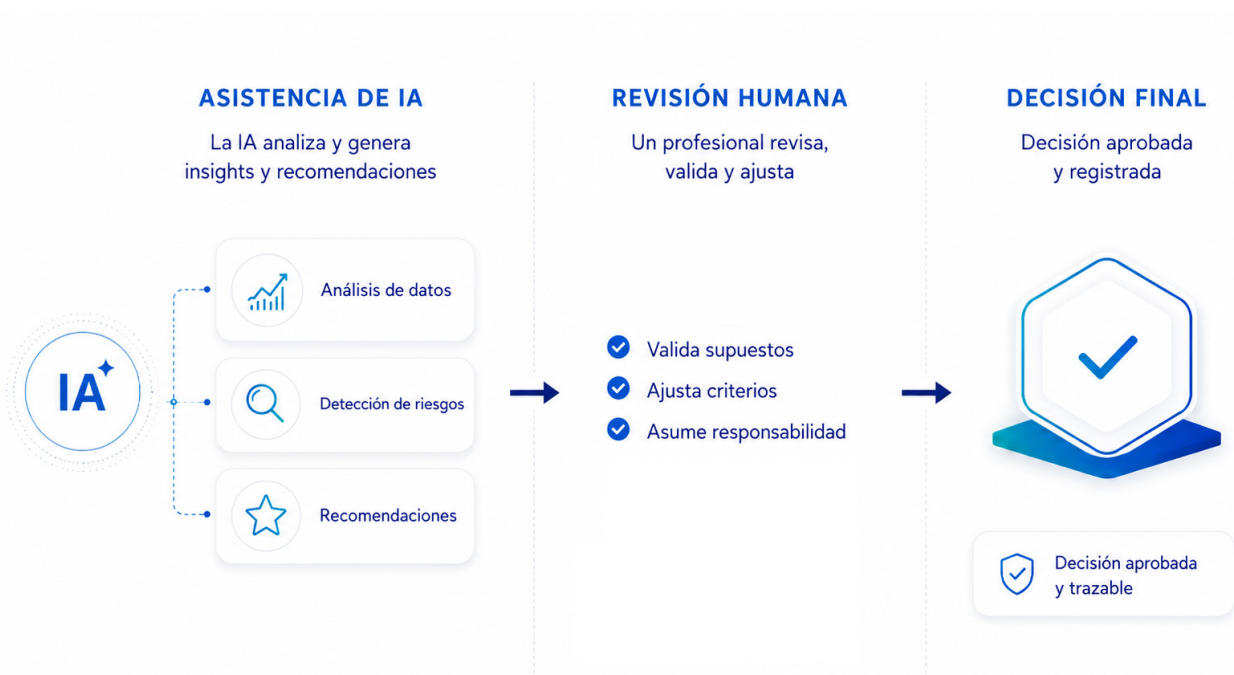 ASISTENCIA DE IA
La IA analiza y genera
insights y recomendaciones
IA
Análisis de datos
Detección de riesgos
Recomendaciones
REVISIÓN HUMANA
Un profesional revisa,
valida y ajusta
Valida supuestos
Ajusta criterios
Asume responsabilidad
DECISIÓN FINAL
Decisión aprobada
y registrada
Decisión aprobada
y trazable